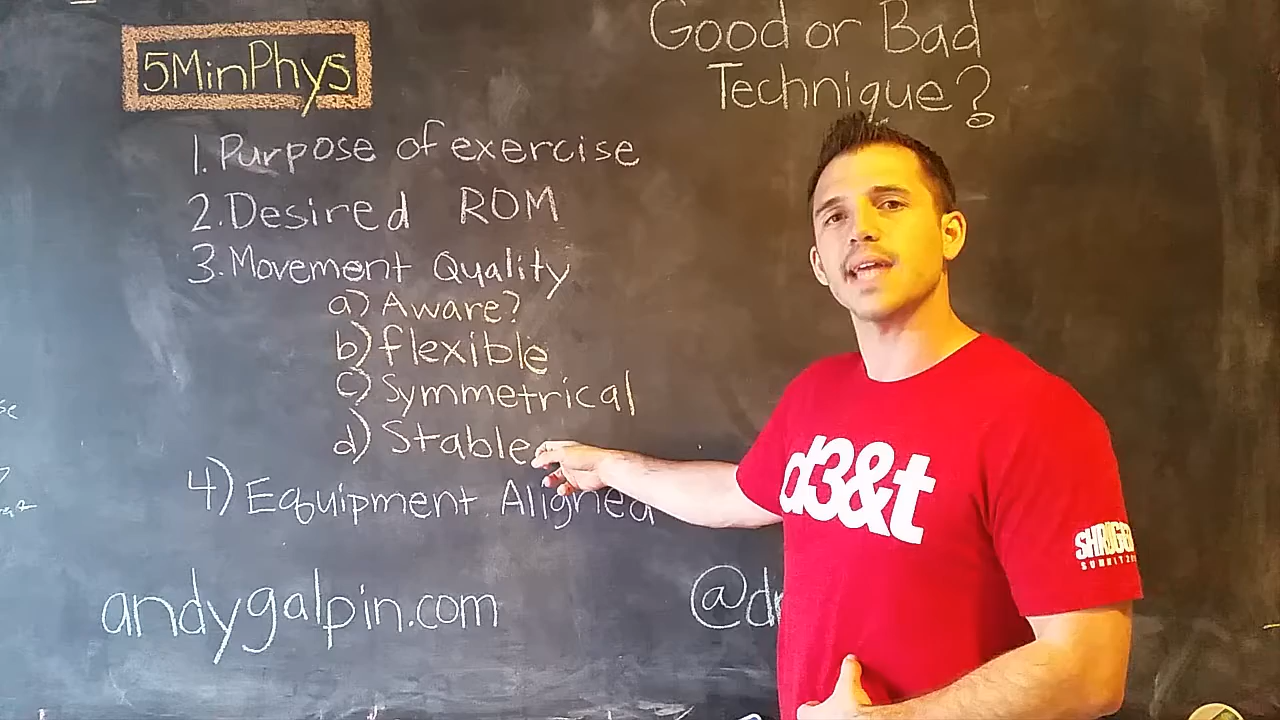 5MinPhys
Good or Bad
Technique?
1. Purpose of exercise
2. Desired ROM
3. Movement Quality
a) Aware?
b) flexible
c) Symmetrical
d) Stable
4) Equipment Aligned
andygalpin.com
@dr
d3&t